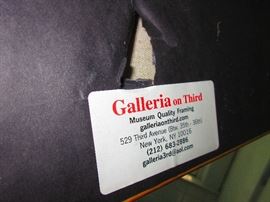 Galleria on Third
Museum Quality Framing
galleriaonthird.com
529 Third Avenue (Btw. 35th - 36th)
New York, NY 10016
(212) 683-2886
galleria3rd@aol.com